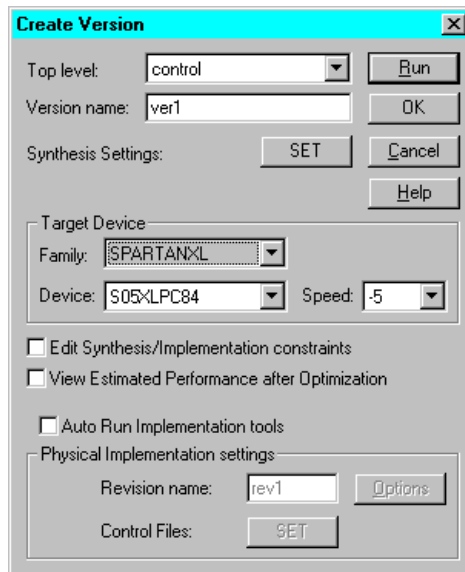 Create Version
Top level: control Run
Version name: ver1 OK
Synthesis Settings: SET Cancel
Help
Target Device
Family: SPARTANXL
Device: S05XLPC84 Speed: -5
Edit Synthesis/Implementation constraints
View Estimated Performance after Optimization
Auto Run Implementation tools
Physical Implementation settings
Revision name: rev1 Options
Control Files: SET